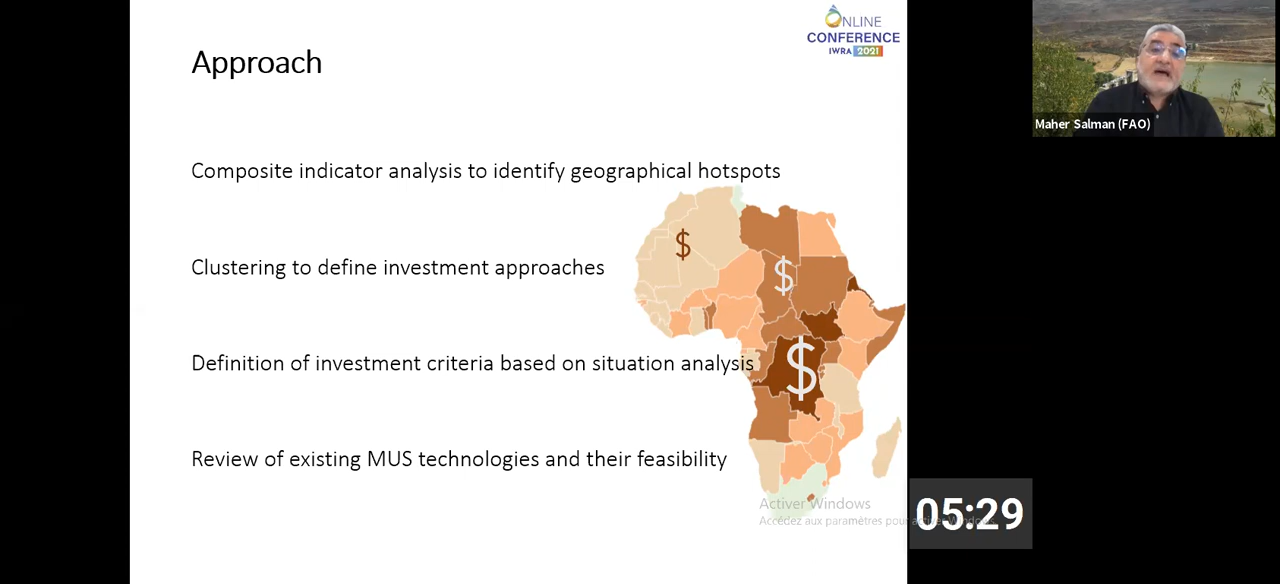 ONLINE
CONFERENCE
IWRA 2021
Approach
Maher Salman (FAO)
Composite indicator analysis to identify geographical hotspots
$
Clustering to define investment approaches
$
Definition of investment criteria based on situation analysis
$
Review of existing MUS technologies and their feasibility
Activer Windows
Accédez aux paramètres pour activer Windows.
05:29